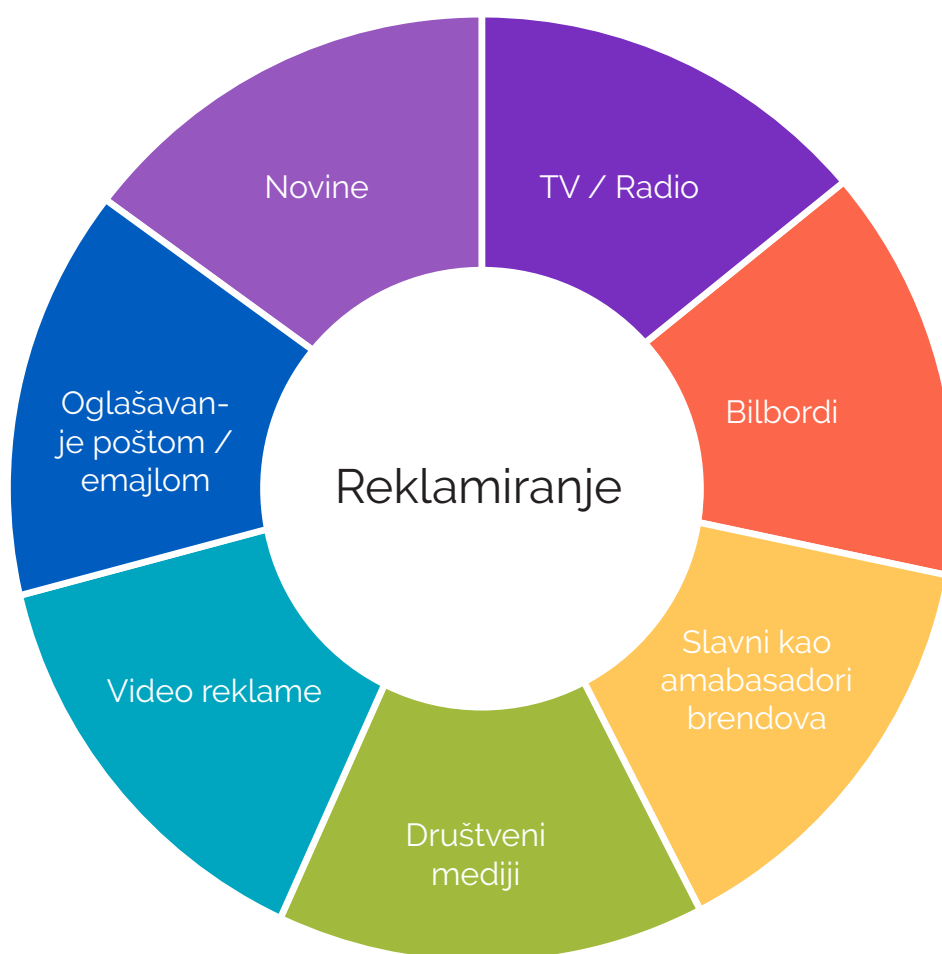 Novine
TV / Radio
Oglašavan-
je poštom /
emajlom
Bilbordi
Reklamiranje
Slavni kao
amabasadori
brendova
Video reklame
Društveni
mediji